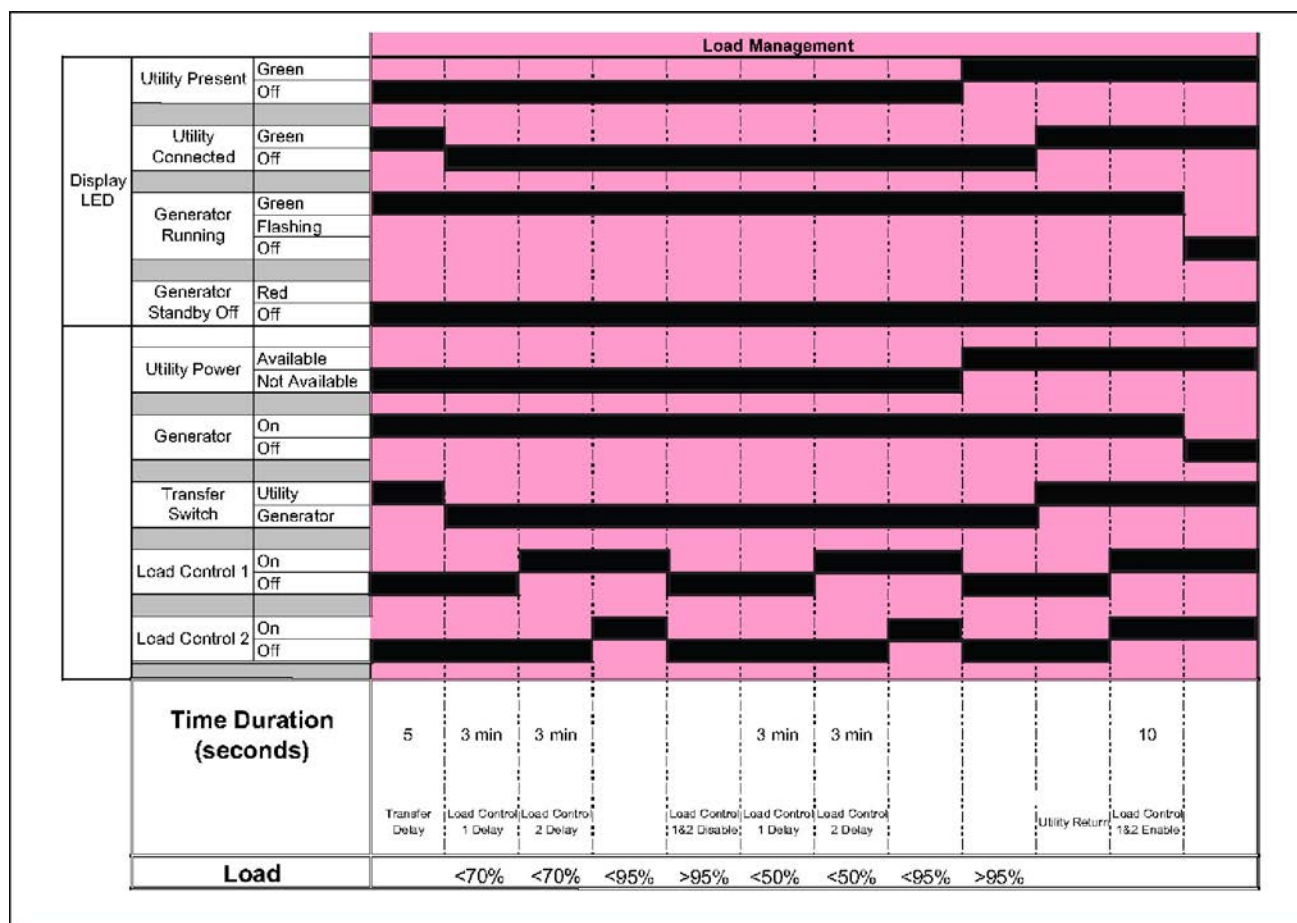 Load Management
Display
LED
Utility Present
Green
Off
Utility
Connected
Green
Off
Generator
Running
Green
Flashing
Off
Generator
Standby Off
Red
Off
Utility Power
Available
Not Available
Generator
On
Off
Transfer
Switch
Utility
Generator
Load Control 1
On
Off
Load Control 2
On
Off
Time Duration
(seconds)
5 3 min 3 min 3 min 3 min 10
Transfer
Delay
Load Control
1 Delay
Load Control
2 Delay
Load Control
1&2 Disable
Load Control
1 Delay
Load Control
2 Delay
Utility Return
Load Control
1&2 Enable
Load <70% <70% <95% >95% <50% <50% <95% >95%